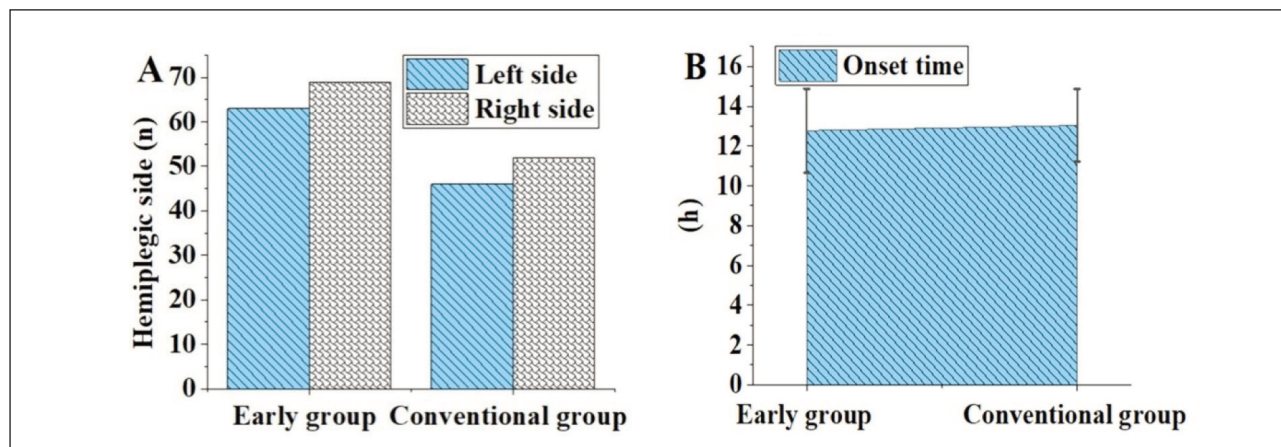 A
Hemiplegic side (n)
70
60
50
40
30
20
10
0
Left side
Right side
Early group
Conventional group
B
(h)
16
14
12
10
8
6
4
2
0
Onset time
Early group
Conventional group